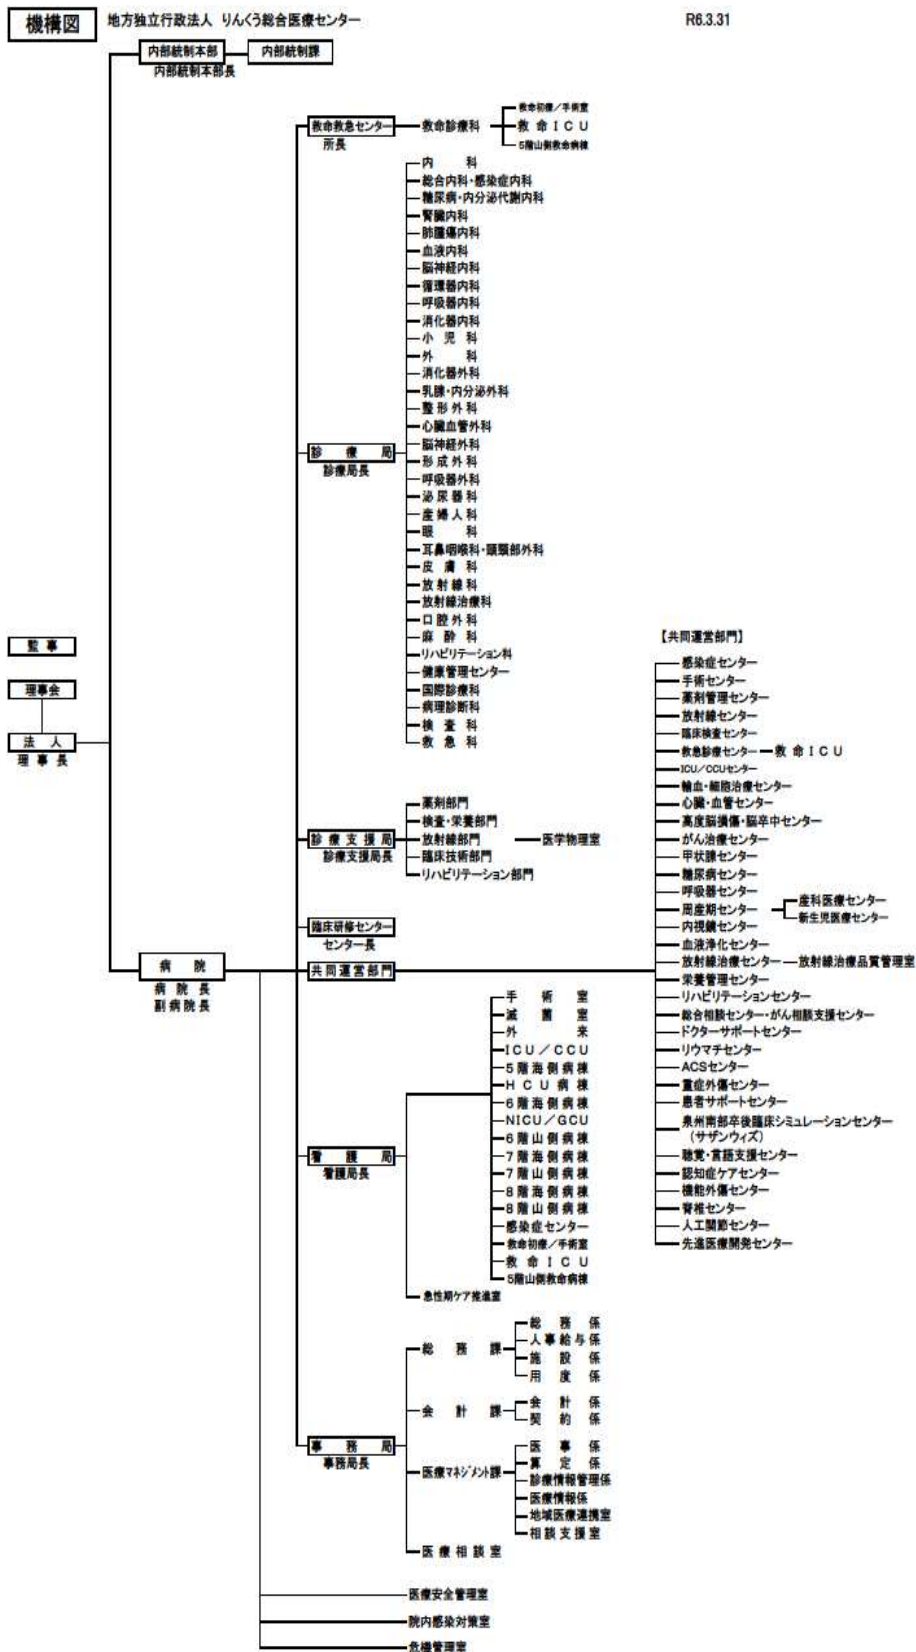 機構図 地方独立行政法人 りんくう総合医療センター R6.3.31
内部統制本部 内部統制課
内部統制本部長
救命救急センター 救命診療科
所長
救命初療／手術室
救命ICU
5階山側救命病棟
内科
総合内科・感染症内科
糖尿病・内分泌代謝内科
腎臓内科
肺腫瘍内科
血液内科
脳神経内科
循環器内科
呼吸器内科
消化器内科
小児科
外科
消化器外科
乳腺・内分泌外科
整形外科
心臓血管外科
診療局
診療局長
脳神経外科
形成外科
呼吸器外科
泌尿器科
産婦人科
眼科
耳鼻咽喉科・頭頸部外科
皮膚科
放射線科
放射線治療科
口腔外科
麻酔科
リハビリテーション科
健康管理センター
国際診療科
病理診断科
検査科
救急科
監事
理事会
法人
理事長
診療支援局
診療支援局長
薬剤部門
検査・栄養部門
放射線部門 医学物理室
臨床技術部門
リハビリテーション部門
臨床研修センター
センター長
病院
病院長
副病院長
共同運営部門
【共同運営部門】
感染症センター
手術センター
薬剤管理センター
放射線センター
臨床検査センター
救急診療センター 救命ICU
ICU／CCUセンター
輸血・細胞治療センター
心臓・血管センター
高度脳損傷・脳卒中センター
がん治療センター
甲状腺センター
糖尿病センター
呼吸器センター
周産期センター
産科医療センター
新生児医療センター
内視鏡センター
血液浄化センター
放射線治療センター 放射線治療品質管理室
栄養管理センター
リハビリテーションセンター
総合相談センター・がん相談支援センター
ドクターサポートセンター
リウマチセンター
ACSセンター
重症外傷センター
患者サポートセンター
泉州南部卒後臨床シミュレーションセンター
（サザンウィズ）
聴覚・言語支援センター
認知症ケアセンター
機能外傷センター
脊椎センター
人工関節センター
先進医療開発センター
看護局
看護局長
手術室
滅菌室
外来
ICU／CCU
5階海側病棟
HCU病棟
6階海側病棟
NICU／GCU
6階山側病棟
7階海側病棟
7階山側病棟
8階海側病棟
8階山側病棟
感染症センター
救命初療／手術室
救命ICU
5階山側救命病棟
急性期ケア推進室
事務局
事務局長
総務課
総務係
人事給与係
施設係
用度係
会計課
会計係
契約係
医療マネジメント課
医事係
算定係
診療情報管理係
医療情報係
地域医療連携室
相談支援室
医療相談室
医療安全管理室
院内感染対策室
危機管理室